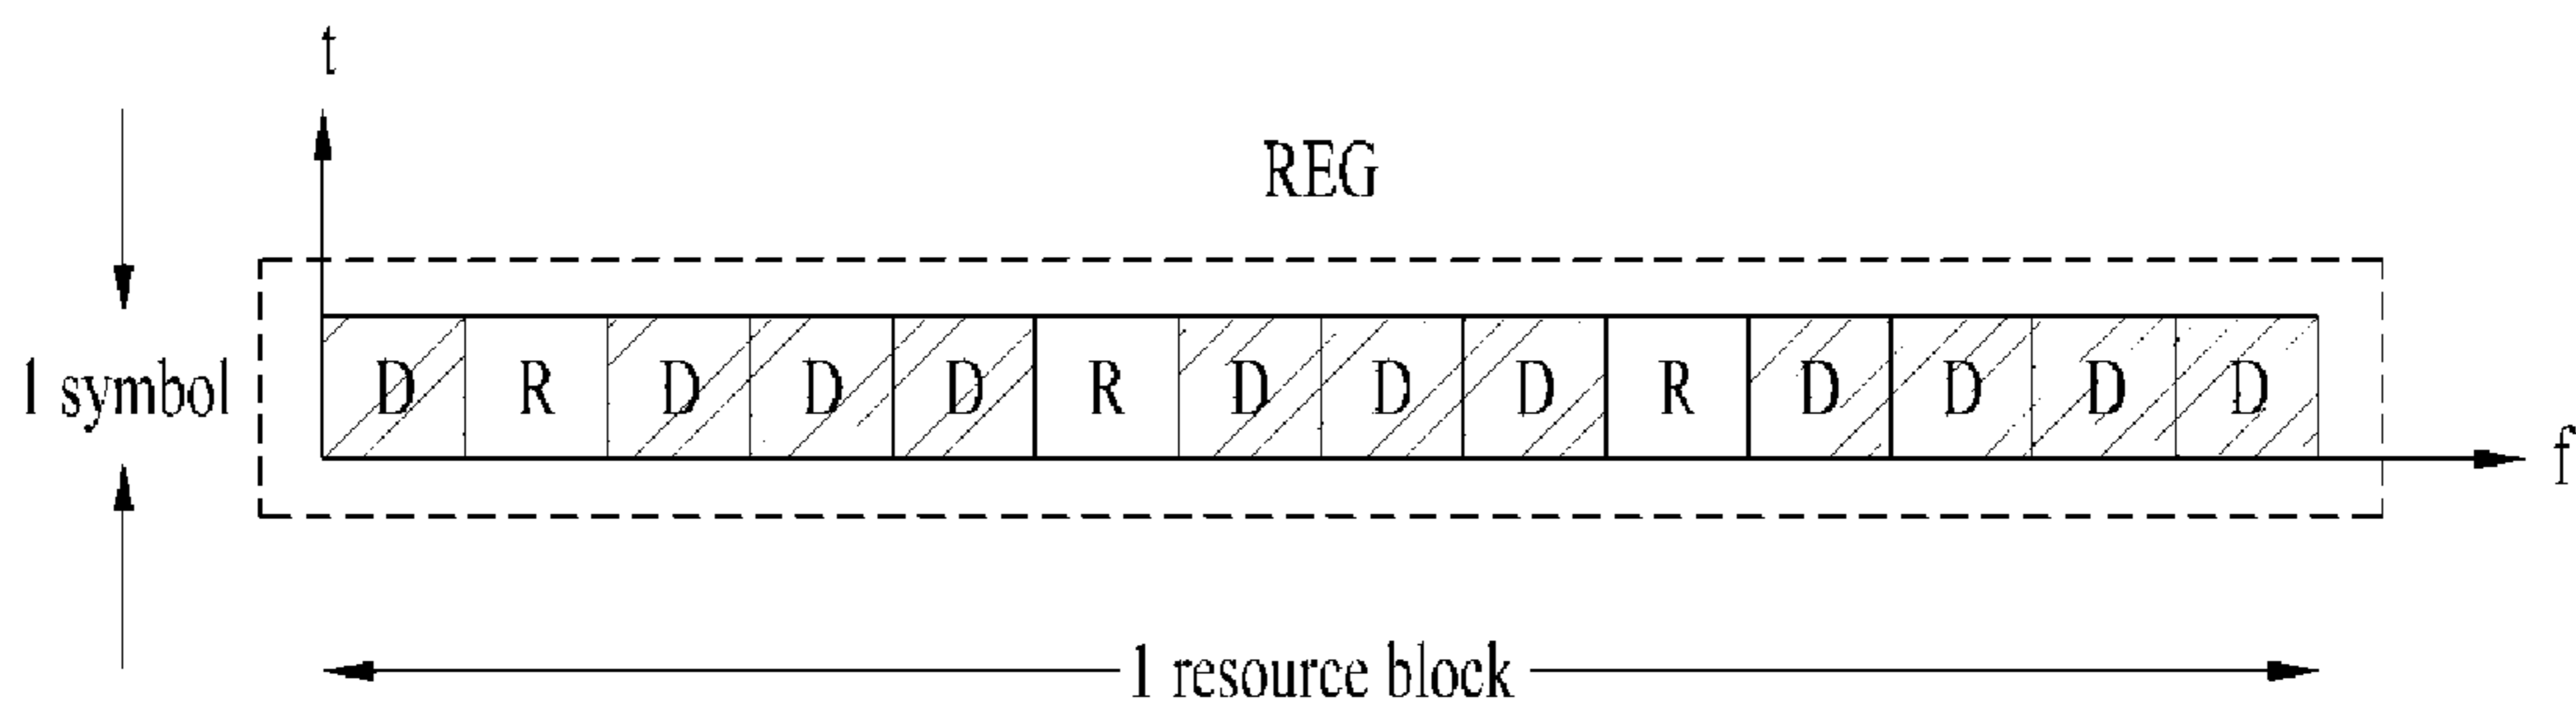 t
REG
1 symbol
D R D D D R D D D R D D D D
f
1 resource block